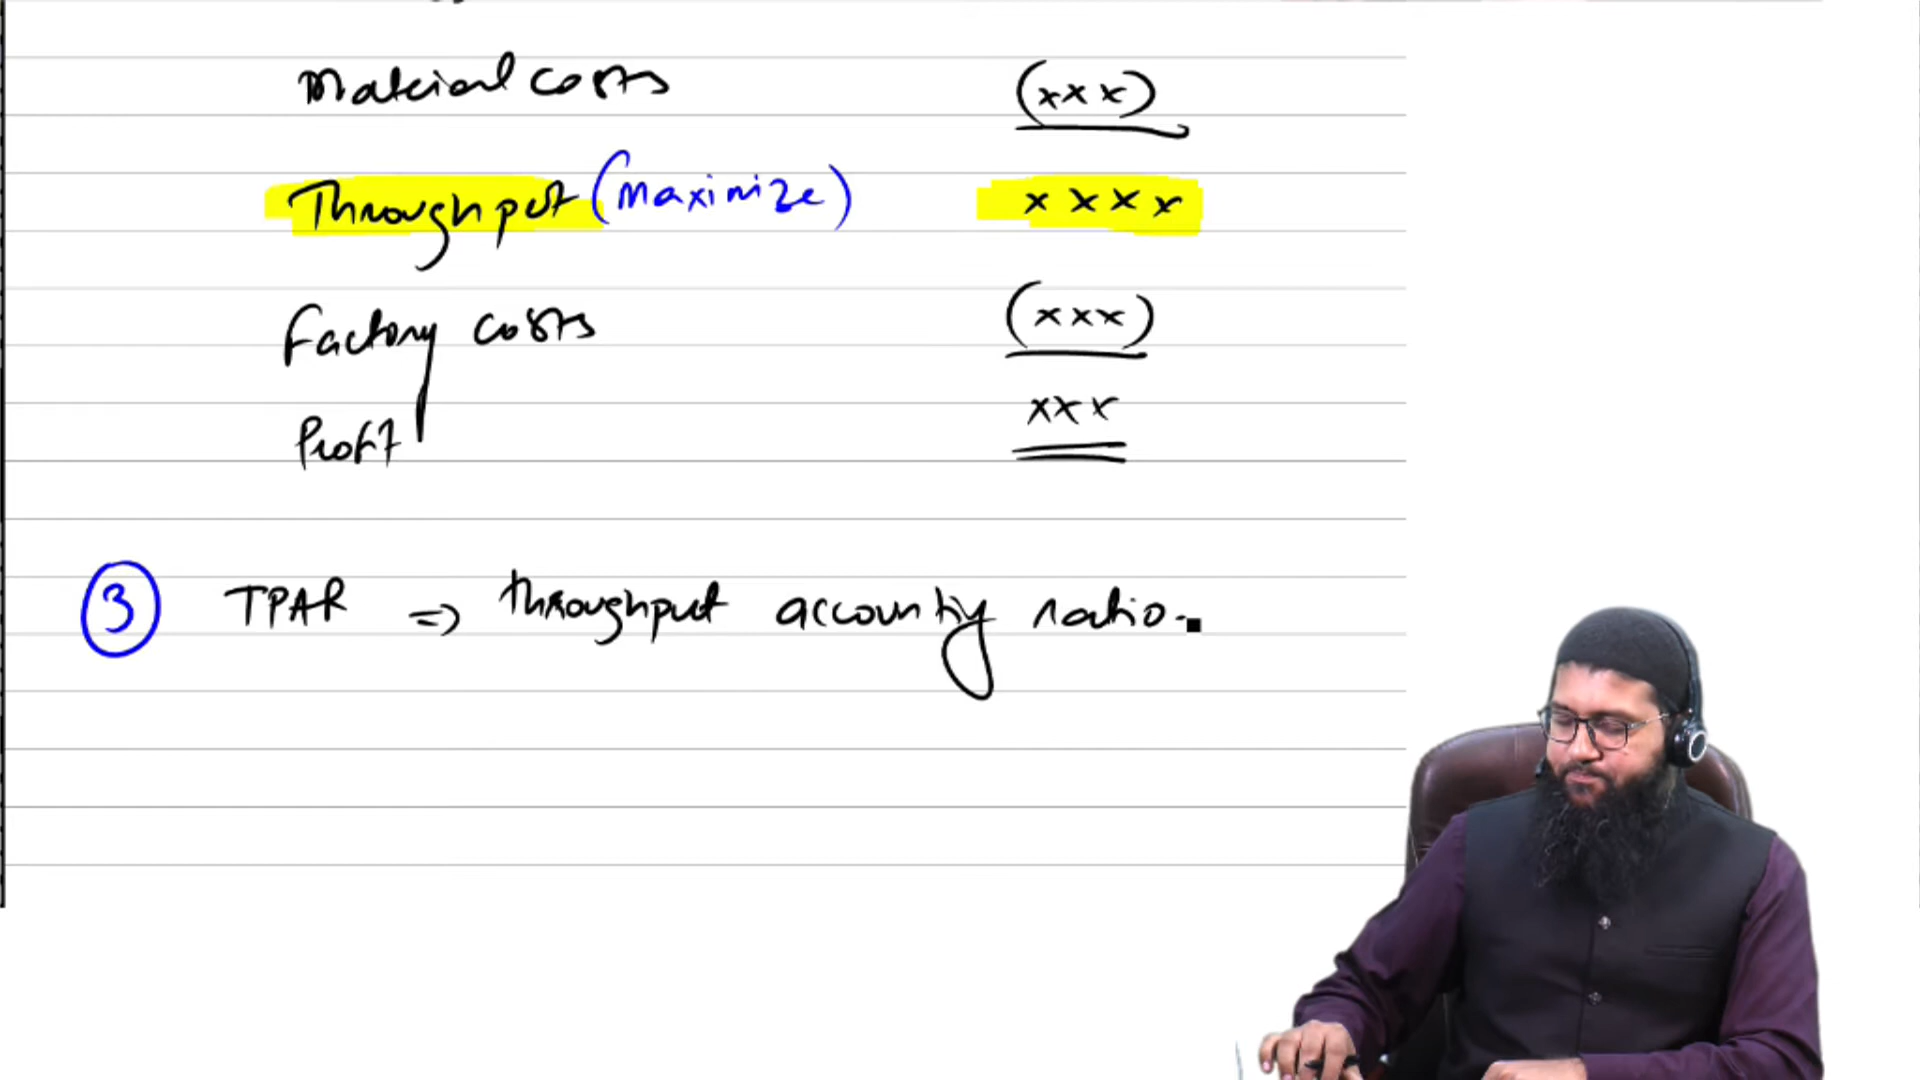 Material costs (xxx)
Throughput (Maximize) xxxx
Factory costs (xxx)
Profit xxx
3 TPAR => throughput accounting ratio.